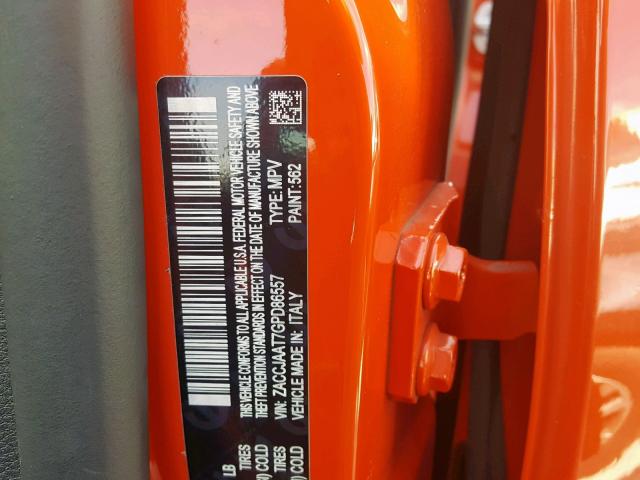 THIS VEHICLE CONFORMS TO ALL APPLICABLE U.S.A. FEDERAL MOTOR VEHICLE SAFETY AND
THEFT PREVENTION STANDARDS IN EFFECT ON THE DATE OF MANUFACTURE SHOWN ABOVE
VIN: ZACCJAAT7GPD86557 TYPE: MPV
VEHICLE MADE IN: ITALY PAINT: 562
LB
TIRES
COLD
TIRES
COLD